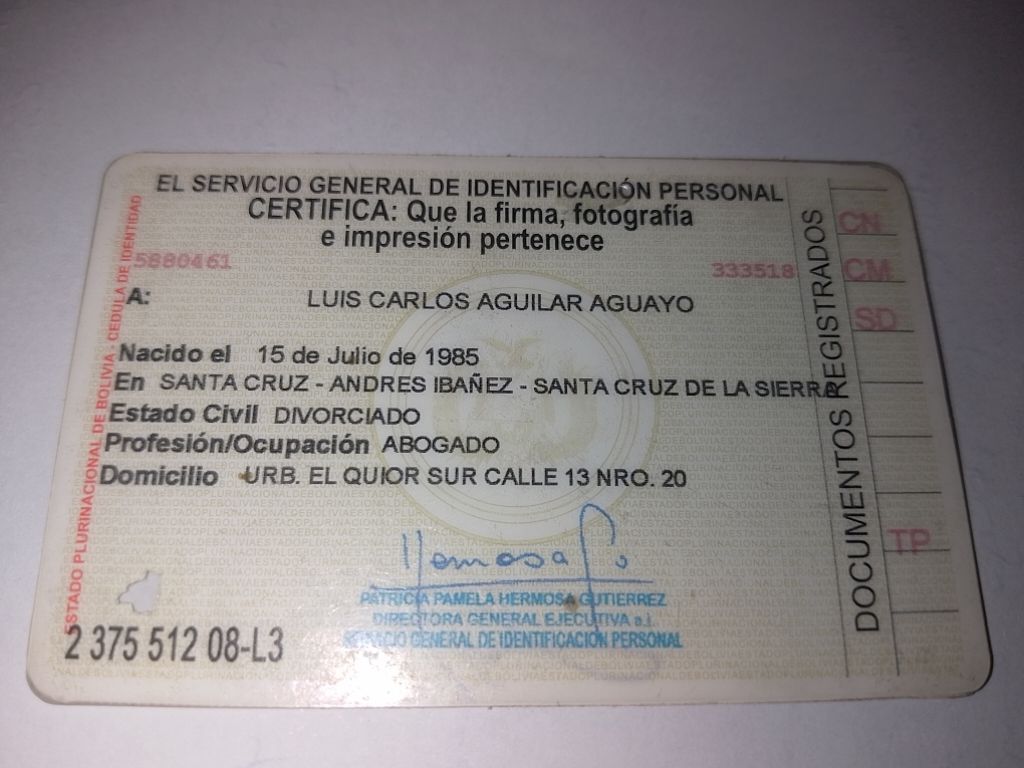 EL SERVICIO GENERAL DE IDENTIFICACIÓN PERSONAL
CERTIFICA: Que la firma, fotografía
e impresión pertenece
5880461
333518
A: LUIS CARLOS AGUILAR AGUAYO
Nacido el 15 de Julio de 1985
En SANTA CRUZ - ANDRES IBAÑEZ - SANTA CRUZ DE LA SIERRA
Estado Civil DIVORCIADO
Profesión/Ocupación ABOGADO
Domicilio URB. EL QUIOR SUR CALLE 13 NRO. 20
Hermosa G
PATRICIA PAMELA HERMOSA GUTIERREZ
DIRECTORA GENERAL EJECUTIVA a.i.
SERVICIO GENERAL DE IDENTIFICACIÓN PERSONAL
2 375 512 08-L3
ESTADO PLURINACIONAL DE BOLIVIA - CEDULA DE IDENTIDAD
DOCUMENTOS REGISTRADOS
CN
CM
SD
TP